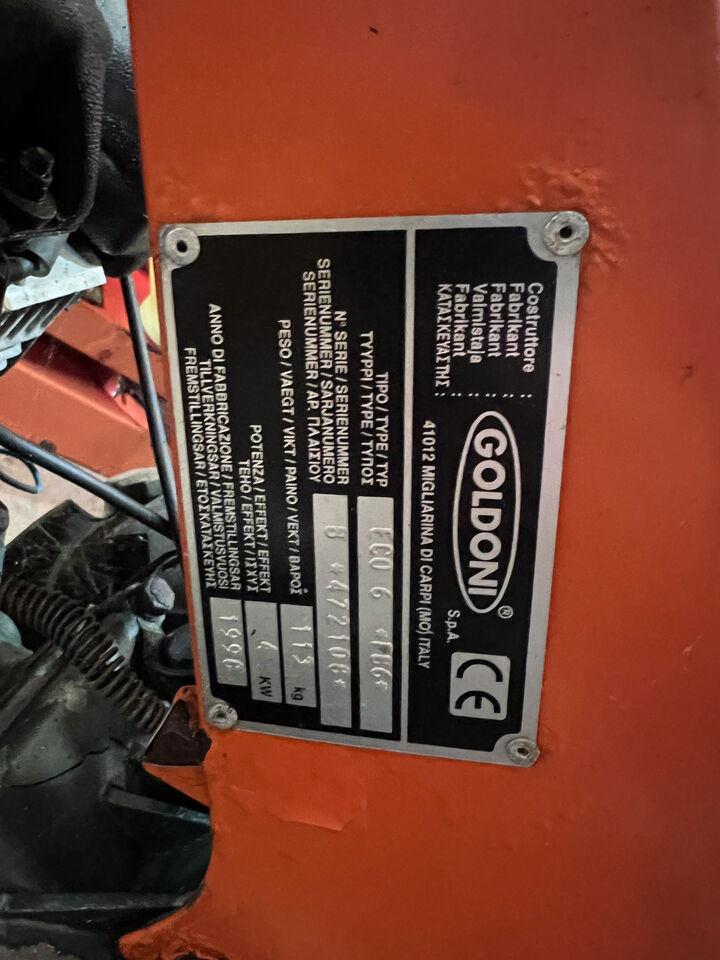 Costruttore :
Fabrikant :
Fabrikant :
Valmistaja :
Fabrikant :
ΚΑΤΑΣΚΕΥΑΣΤΗΣ :
GOLDONI ® S.p.A.
41012 MIGLIARINA DI CARPI (MO) ITALY
CE
TIPO / TYPE / TYP
TYYPPI / TYPE / ΤΥΠΟΣ ECO 6
N° SERIE / SERIENUMMER
SERIENUMMER / SARJANUMERO
SERIENUMMER / ΑΡ. ΠΛΑΙΣΙΟΥ B *472106*
PESO / VAEGT / VIKT / PAINO / VEKT / ΒΑΡΟΣ 113 kg
POTENZA / EFFEKT / EFFEKT
TEHO / EFFEKT / ΙΣΧΥΣ 4 KW
ANNO DI FABBRICAZIONE / FREMSTILLINGSAR
TILLVERKNINGSAR / VALMISTUSVUOSI
FREMSTILLINGSAR / ΕΤΟΣ ΚΑΤΑΣΚΕΥΗΣ 1996